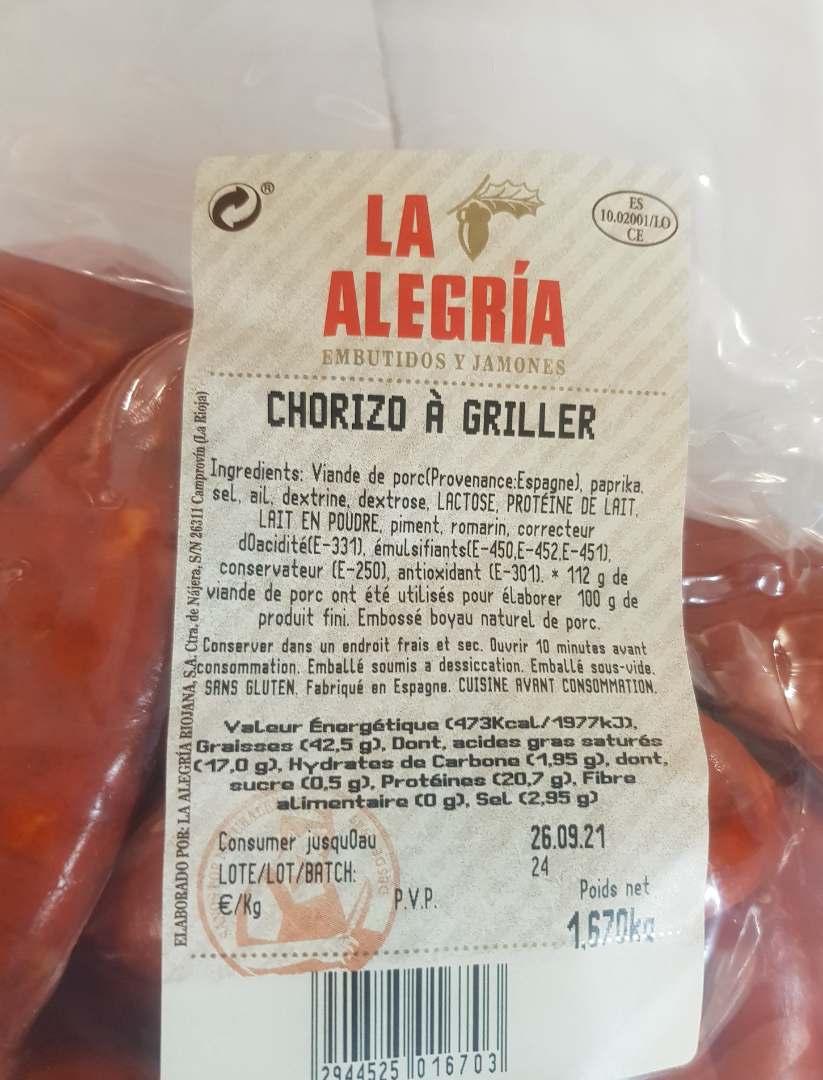 ®
LA
ALEGRÍA
EMBUTIDOS Y JAMONES
ES
10.02001/LO
CE
CHORIZO À GRILLER
Ingredients: Viande de porc(Provenance:Espagne), paprika,
sel, ail, dextrine, dextrose, LACTOSE, PROTÉINE DE LAIT,
LAIT EN POUDRE, piment, romarin, correcteur
d0acidité(E-331), émulsifiants(E-450,E-452,E-451),
conservateur (E-250), antioxidant (E-301). * 112 g de
viande de porc ont été utilisés pour élaborer 100 g de
produit fini. Embossé boyau naturel de porc.
Conserver dans un endroit frais et sec. Ouvrir 10 minutes avant
consommation. Emballé soumis a dessiccation. Emballé sous-vide.
SANS GLUTEN. Fabriqué en Espagne. CUISINE AVANT CONSOMMATION.
Valeur Énergétique (473Kcal/1977kJ),
Graisses (42,5 g), Dont, acides gras saturés
(17,0 g), Hydrates de Carbone (1,95 g), dont,
sucre (0,5 g), Protéines (20,7 g), Fibre
alimentaire (0 g), Sel (2,95 g)
Consumer jusqu0au 26.09.21
LOTE/LOT/BATCH: 24
€/Kg P.V.P. Poids net
1,670kg
ELABORADO POR: LA ALEGRÍA RIOJANA, S.A. Ctra. de Nájera, S/N 26311 Camprovín (La Rioja)
2944525 016703